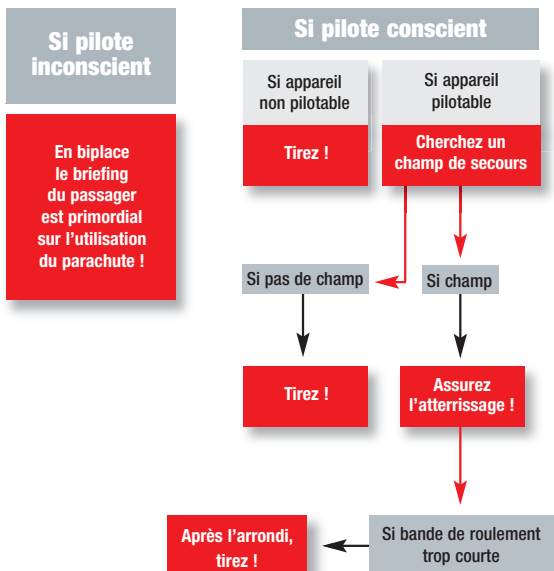 Si pilote
inconscient
En biplace
le briefing
du passager
est primordial
sur l'utilisation
du parachute !
Si pilote conscient
Si appareil
non pilotable
Tirez !
Si appareil
pilotable
Cherchez un
champ de secours
Si pas de champ
Si champ
Tirez !
Assurez
l'atterrissage !
Après l'arrondi,
tirez !
Si bande de roulement
trop courte